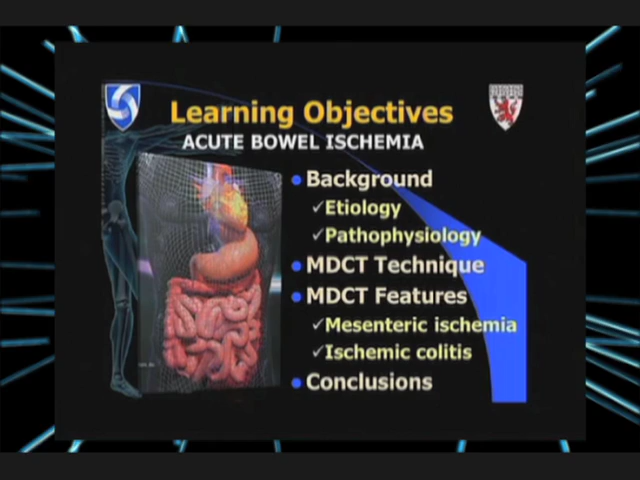 Learning Objectives
ACUTE BOWEL ISCHEMIA
Background
Etiology
Pathophysiology
MDCT Technique
MDCT Features
Mesenteric ischemia
Ischemic colitis
Conclusions